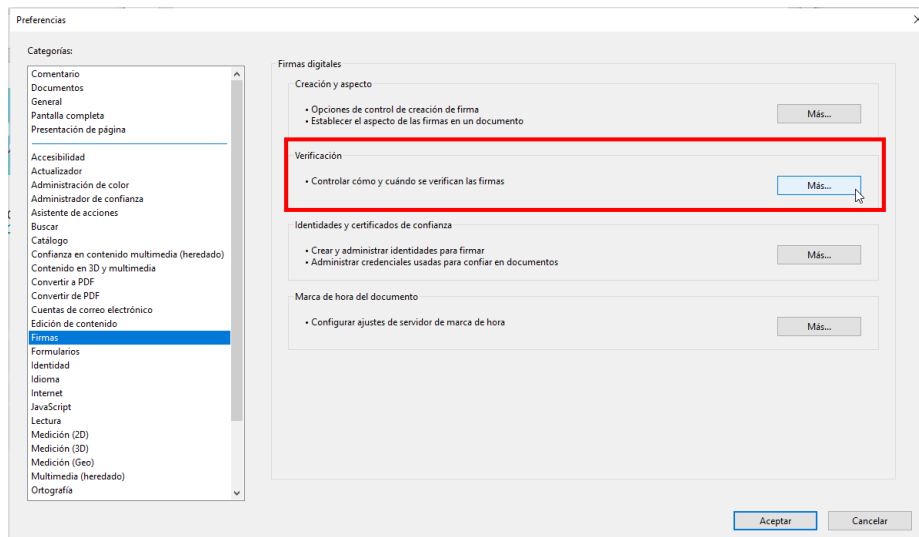 Preferencias
Categorías:
Comentario
Documentos
General
Pantalla completa
Presentación de página
Accesibilidad
Actualizador
Administración de color
Administrador de confianza
Asistente de acciones
Buscar
Catálogo
Confianza en contenido multimedia (heredado)
Contenido en 3D y multimedia
Convertir a PDF
Convertir de PDF
Cuentas de correo electrónico
Edición de contenido
Firmas
Formularios
Identidad
Idioma
Internet
JavaScript
Lectura
Medición (2D)
Medición (3D)
Medición (Geo)
Multimedia (heredado)
Ortografía
Firmas digitales
Creación y aspecto
• Opciones de control de creación de firma
• Establecer el aspecto de las firmas en un documento
Más...
Verificación
• Controlar cómo y cuándo se verifican las firmas
Más...
Identidades y certificados de confianza
• Crear y administrar identidades para firmar
• Administrar credenciales usadas para confiar en documentos
Más...
Marca de hora del documento
• Configurar ajustes de servidor de marca de hora
Más...
Aceptar
Cancelar